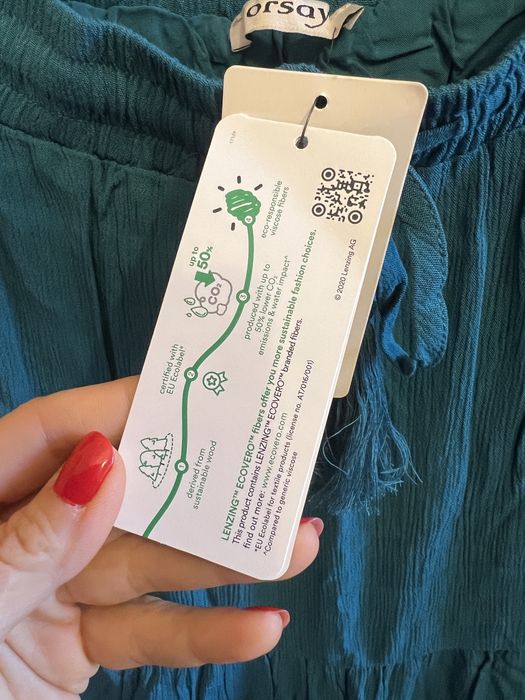 orsay
eco-responsible
viscose fibers
up to
50%
CO₂
produced with up to
50% lower CO₂
emissions & water impact^
certified with
EU Ecolabel*
derived from
sustainable wood
LENZING™ ECOVERO™ fibers offer you more sustainable fashion choices.
This product contains LENZING™ ECOVERO™ branded fibers.
find out more: www.ecovero.com
*EU Ecolabel for textile products (license no. AT/016/001)
^Compared to generic viscose
© 2020 Lenzing AG